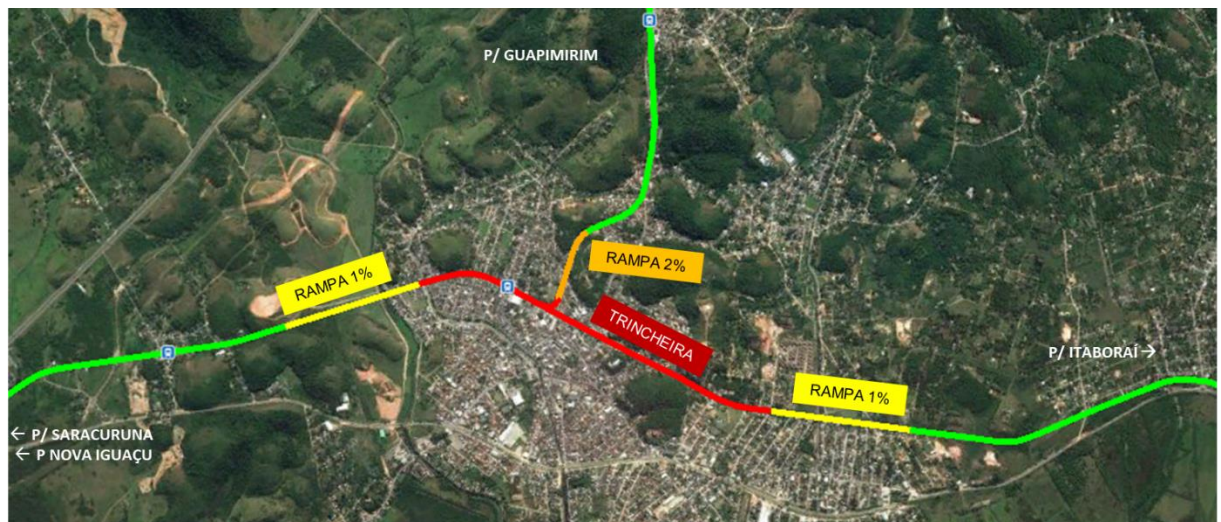 P/ GUAPIMIRIM
RAMPA 2%
RAMPA 1%
TRINCHEIRA
P/ ITABORAÍ →
RAMPA 1%
← P/ SARACURUNA
← P NOVA IGUAÇU